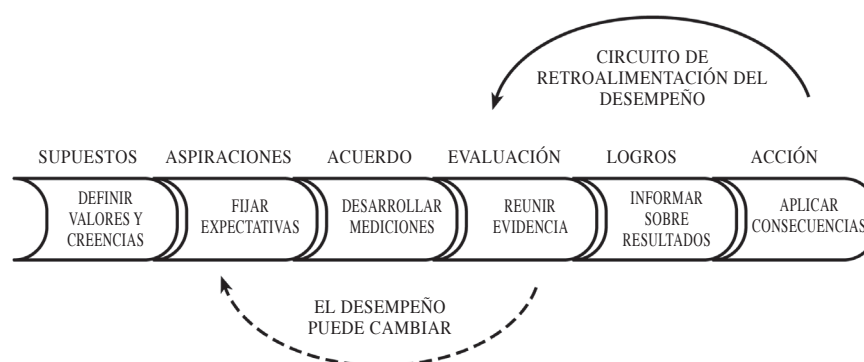 CIRCUITO DE
RETROALIMENTACIÓN DEL
DESEMPEÑO
SUPUESTOS
ASPIRACIONES
ACUERDO
EVALUACIÓN
LOGROS
ACCIÓN
DEFINIR
VALORES Y
CREENCIAS
FIJAR
EXPECTATIVAS
DESARROLLAR
MEDICIONES
REUNIR
EVIDENCIA
INFORMAR
SOBRE
RESULTADOS
APLICAR
CONSECUENCIAS
EL DESEMPEÑO
PUEDE CAMBIAR